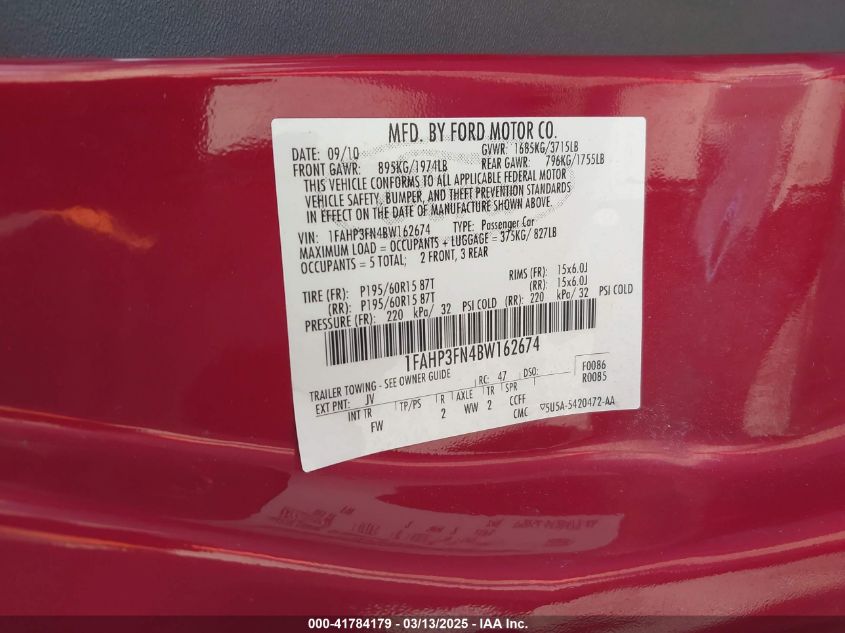 MFD. BY FORD MOTOR CO.
DATE: 09/10 GVWR: 1685KG/3715LB
FRONT GAWR: 895KG/1974LB REAR GAWR: 796KG/1755LB
THIS VEHICLE CONFORMS TO ALL APPLICABLE FEDERAL MOTOR
VEHICLE SAFETY, BUMPER, AND THEFT PREVENTION STANDARDS
IN EFFECT ON THE DATE OF MANUFACTURE SHOWN ABOVE.
VIN: 1FAHP3FN4BW162674 TYPE: Passenger Car
MAXIMUM LOAD = OCCUPANTS + LUGGAGE = 375KG/ 827LB
OCCUPANTS = 5 TOTAL; 2 FRONT, 3 REAR
TIRE (FR): P195/60R15 87T RIMS (FR): 15x6.0J
(RR): P195/60R15 87T (RR): 15x6.0J
PRESSURE (FR): 220 kPa/ 32 PSI COLD (RR): 220 kPa/ 32 PSI COLD
1FAHP3FN4BW162674
TRAILER TOWING - SEE OWNER GUIDE F0086
RC: 47 DSO: R0085
EXT PNT: JV
INT TR TP/PS R AXLE TR SPR
FW 2 WW 2 CCFF
CMC ▽5U5A-5420472-AA
000-41784179 - 03/13/2025 - IAA Inc.